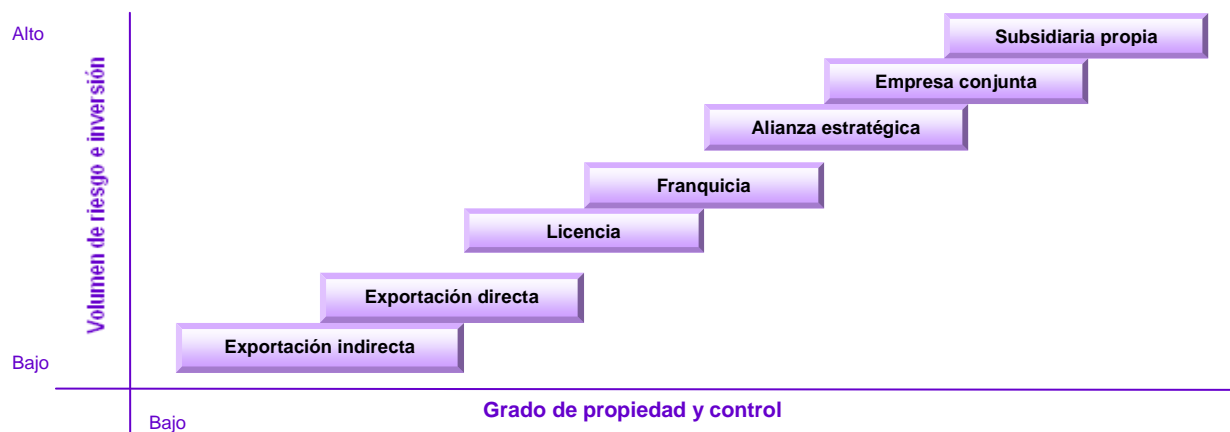 Alto
Subsidiaria propia
Empresa conjunta
Alianza estratégica
Franquicia
Licencia
Exportación directa
Exportación indirecta
Volumen de riesgo e inversión
Bajo
Grado de propiedad y control
Bajo